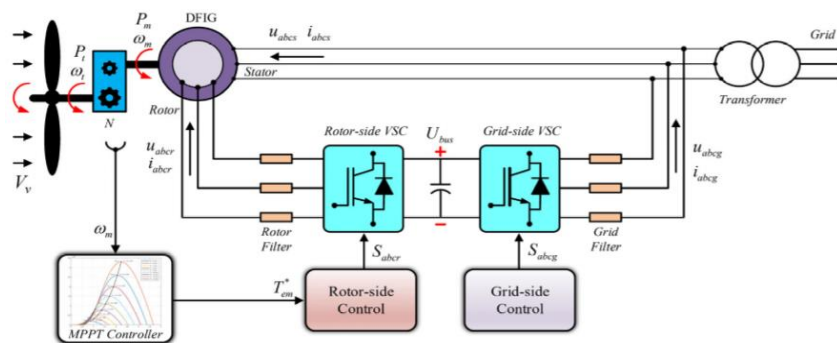 P_m
ω_m
DFIG
u_abcs i_abcs
Grid
P_t
ω_t
Stator
Transformer
N
Rotor
Rotor-side VSC
U_bus
Grid-side VSC
+
V_v
u_abcr
i_abcr
u_abcg
i_abcg
−
Rotor
Filter
Grid
Filter
ω_m
S_abcr
S_abcg
T*_em
Rotor-side
Control
Grid-side
Control
MPPT Controller